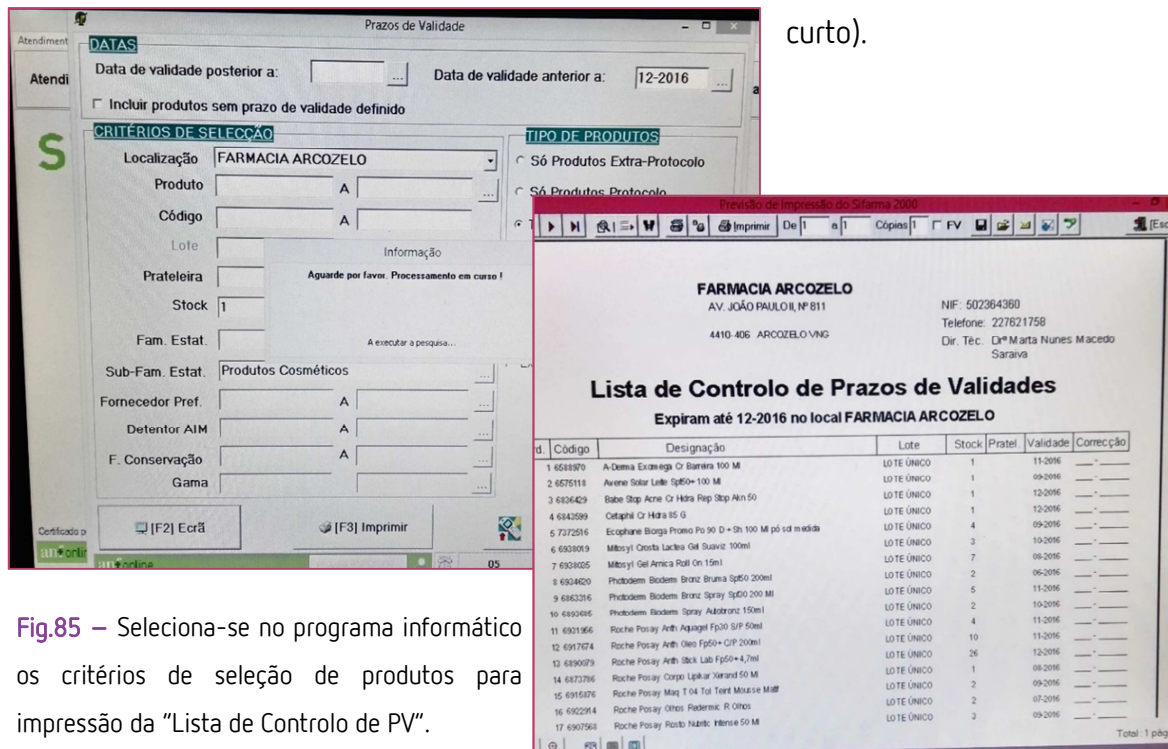 curto).
Prazos de Validade
Atendiment
Atendi
S
DATAS
Data de validade posterior a: ... Data de validade anterior a: 12-2016 ...
Incluir produtos sem prazo de validade definido
CRITÉRIOS DE SELECÇÃO
Localização FARMACIA ARCOZELO
Produto A ...
Código A
Lote
Prateleira
Stock 1
Fam. Estat.
Sub-Fam. Estat. Produtos Cosméticos ...
Fornecedor Pref. A ...
Detentor AIM A ...
F. Conservação A ...
Gama ...
TIPO DE PRODUTOS
Só Produtos Extra-Protocolo
Só Produtos Protocolo
Informação
Aguarde por favor. Processamento em curso !
A executar a pesquisa...
[F2] Ecrã [F3] Imprimir
Certificado p
online
05
Previsão de Impressão do Sifarma 2000
Imprimir De 1 a 1 Cópias 1 FV [Esc
FARMACIA ARCOZELO
AV. JOÃO PAULO II, Nº 811 NIF: 502364360
Telefone: 227621758
4410-406 ARCOZELO VNG Dir. Téc. Drª Marta Nunes Macedo
Saraiva
Lista de Controlo de Prazos de Validades
Expiram até 12-2016 no local FARMACIA ARCOZELO
rd. Código Designação Lote Stock Pratel. Validade Correcção
1 6588970 A-Derma Exomega Cr Barreira 100 Ml LOTE ÚNICO 1 11-2016
2 6575118 Avene Solar Leite Spf50+ 100 Ml LOTE ÚNICO 1 09-2016
3 6836429 Babe Stop Acne Cr Hidra Rep Stop Akn 50 LOTE ÚNICO 1 12-2016
4 6843599 Cetaphil Cr Hidra 85 G LOTE ÚNICO 1 12-2016
5 7372516 Ecophane Biorga Promo Po 90 D + Sh 100 Ml pó sol medida LOTE ÚNICO 4 09-2016
6 6938019 Mitosyl Crosta Lactea Gel Suaviz 100ml LOTE ÚNICO 3 10-2016
7 6938035 Mitosyl Gel Arnica Roll On 15ml LOTE ÚNICO 7 08-2016
8 6934620 Photoderm Bioderm Bronz Bruma Spf50 200ml LOTE ÚNICO 2 06-2016
9 6863316 Photoderm Bioderm Bronz Spray Spf30 200 Ml LOTE ÚNICO 5 11-2016
10 6893685 Photoderm Bioderm Spray Autobronz 150ml LOTE ÚNICO 2 10-2016
11 6931966 Roche Posay Anth Aquagel Fp30 S/P 50ml LOTE ÚNICO 4 11-2016
12 6917674 Roche Posay Anth Oleo Fp50+ C/P 200ml LOTE ÚNICO 10 11-2016
13 6890079 Roche Posay Anth Stick Lab Fp50+ 4,7ml LOTE ÚNICO 26 12-2016
14 6873786 Roche Posay Corpo Lipikar Xerand 50 Ml LOTE ÚNICO 1 08-2016
15 6915876 Roche Posay Maq T 04 Tol Teint Mousse Matif LOTE ÚNICO 2 09-2016
16 6922914 Roche Posay Olhos Redermic R Olhos LOTE ÚNICO 2 07-2016
17 6907568 Roche Posay Rosto Nutritic Intense 50 Ml LOTE ÚNICO 3 09-2016
Total: 1 pág
Fig.85 – Seleciona-se no programa informático
os critérios de seleção de produtos para
impressão da "Lista de Controlo de PV".